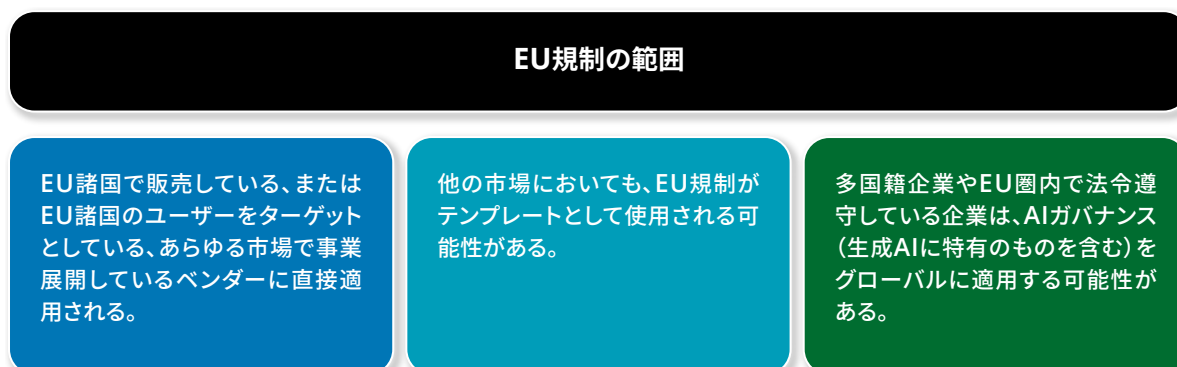 EU規制の範囲
EU諸国で販売している、または
EU諸国のユーザーをターゲット
としている、あらゆる市場で事業
展開しているベンダーに直接適
用される。
他の市場においても、EU規制が
テンプレートとして使用される可
能性がある。
多国籍企業やEU圏内で法令遵
守している企業は、AIガバナンス
（生成AIに特有のものを含む）を
グローバルに適用する可能性が
ある。